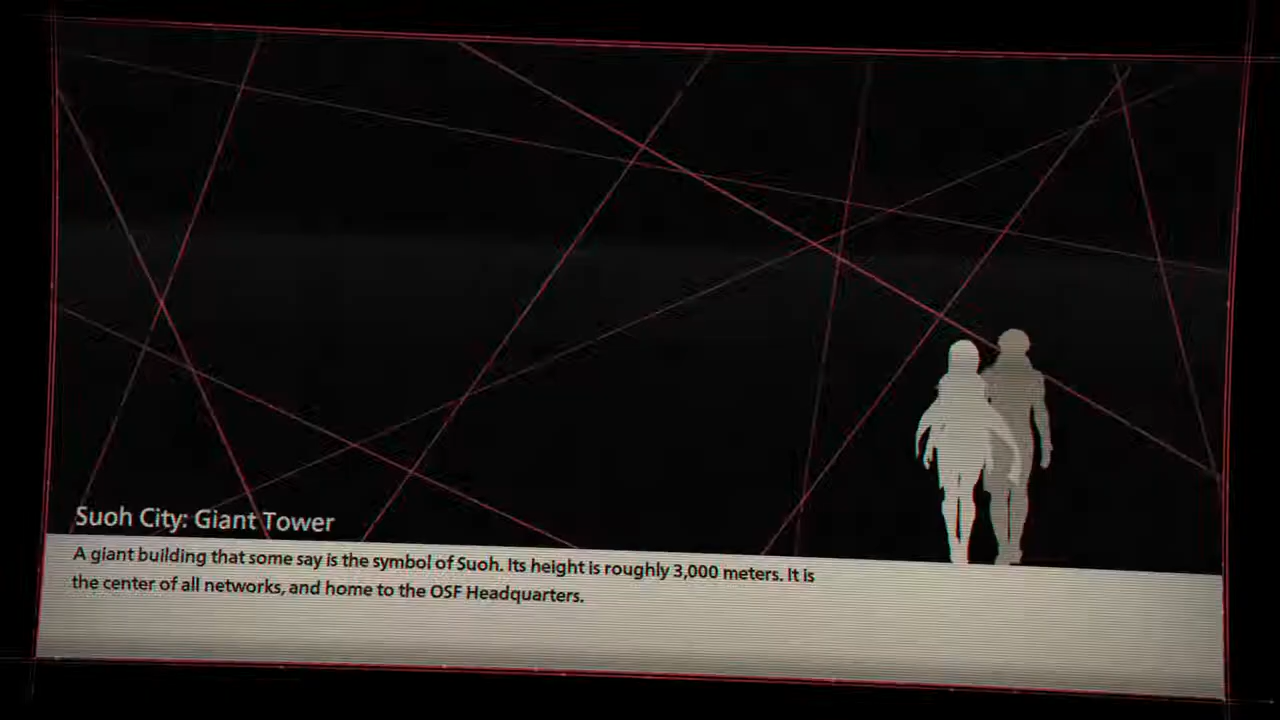 Suoh City: Giant Tower
A giant building that some say is the symbol of Suoh. Its height is roughly 3,000 meters. It is
the center of all networks, and home to the OSF Headquarters.